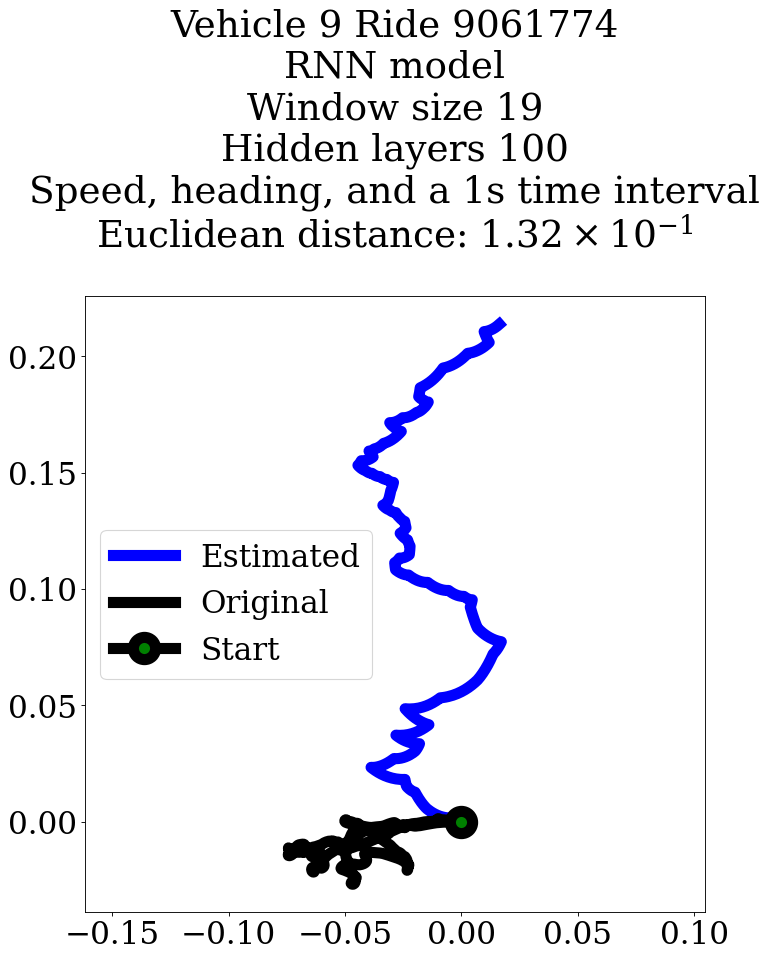 Vehicle 9 Ride 9061774
RNN model
Window size 19
Hidden layers 100
Speed, heading, and a 1s time interval
Euclidean distance: 1.32 × 10⁻¹
0.20
0.15
0.10
0.05
0.00
Estimated
Original
Start
−0.15 −0.10 −0.05 0.00 0.05 0.10